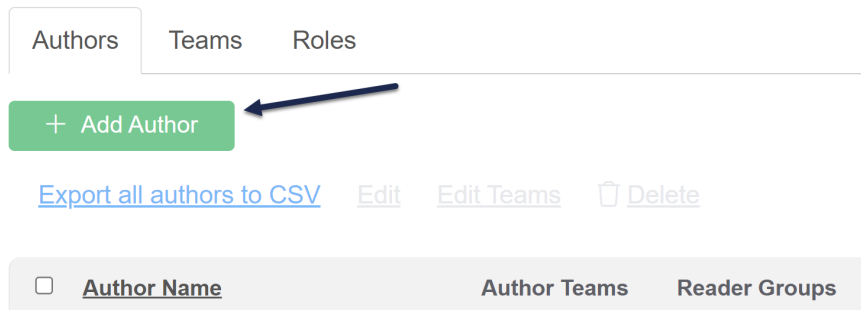 Authors Teams Roles
+ Add Author
Export all authors to CSV Edit Edit Teams Delete
Author Name Author Teams Reader Groups